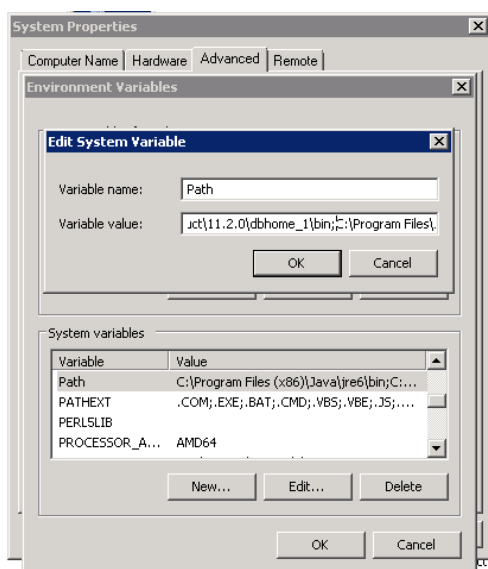 System Properties
Computer Name Hardware Advanced Remote
Environment Variables
Edit System Variable
Variable name: Path
Variable value: uct\11.2.0\dbhome_1\bin;C:\Program Files\.
OK Cancel
System variables
Variable Value
Path C:\Program Files (x86)\Java\jre6\bin;C:...
PATHEXT .COM;.EXE;.BAT;.CMD;.VBS;.VBE;.JS;....
PERL5LIB
PROCESSOR_A... AMD64
New... Edit... Delete
OK Cancel